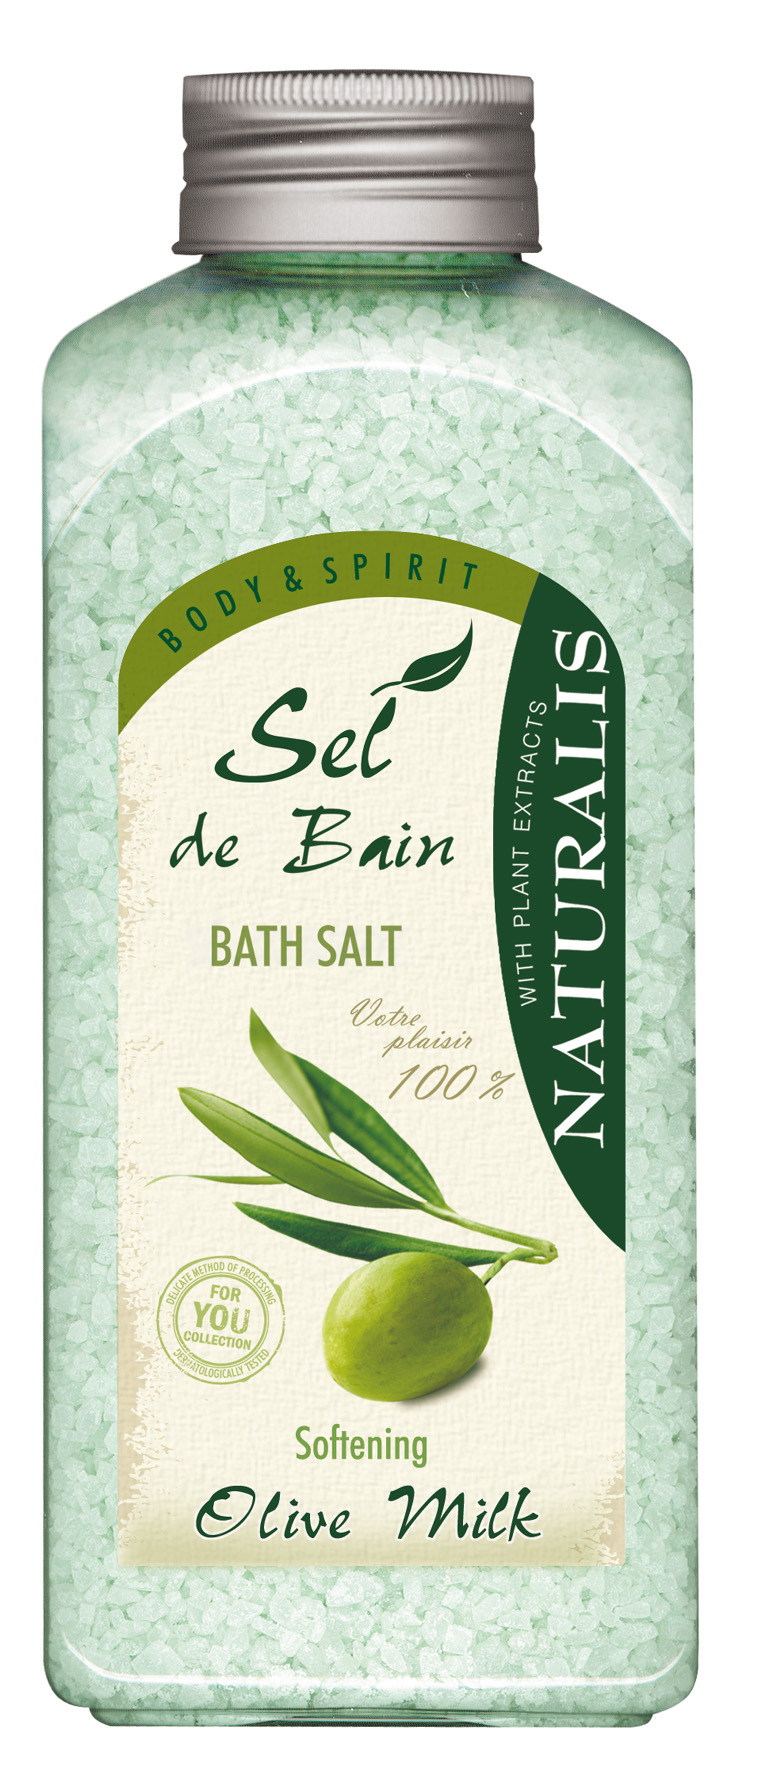 BODY & SPIRIT
Sel
de Bain
BATH SALT
WITH PLANT EXTRACTS
NATURALIS
Votre
plaisir
100 %
DELICATE METHOD OF PROCESSING
FOR
YOU
COLLECTION
DERMATOLOGICALLY TESTED
Softening
Olive Milk